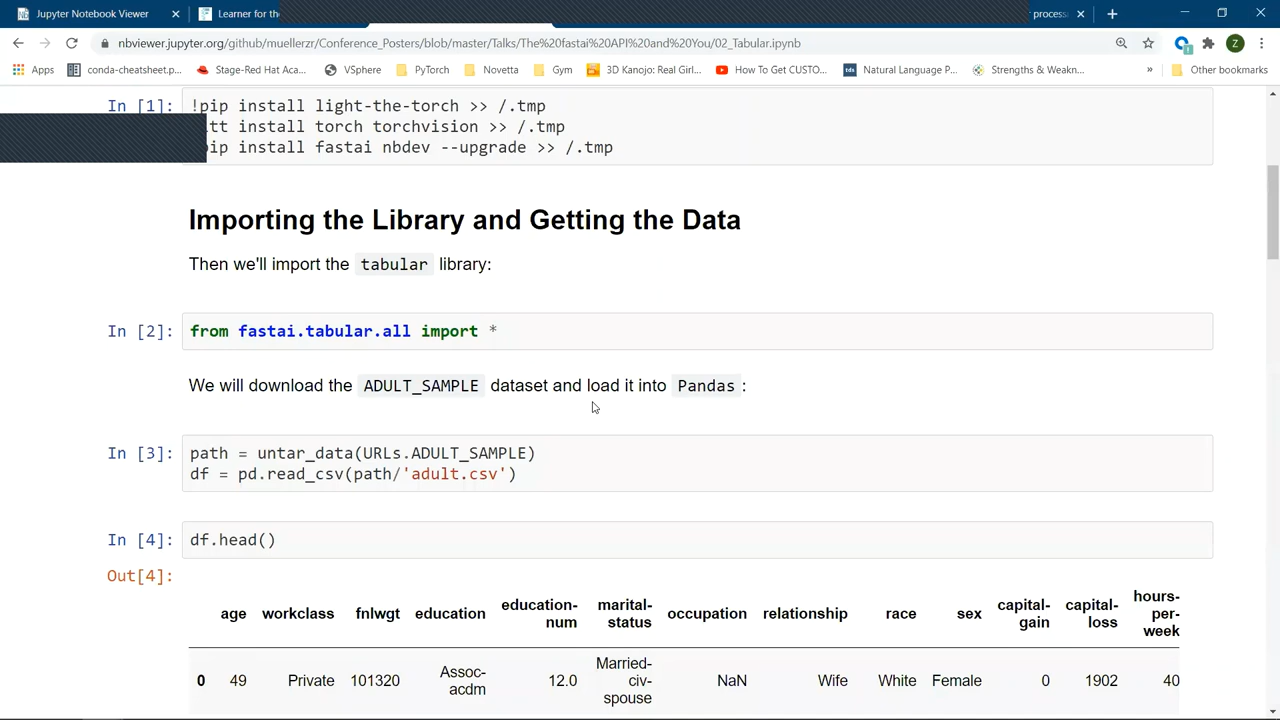 Jupyter Notebook Viewer
Learner for the
process
nbviewer.jupyter.org/github/muellerzr/Conference_Posters/blob/master/Talks/The%20fastai%20API%20and%20You/02_Tabular.ipynb
Z
Apps
conda-cheatsheet.p...
Stage-Red Hat Aca...
VSphere
PyTorch
Novetta
Gym
3D Kanojo: Real Girl...
How To Get CUSTO...
tds
Natural Language P...
Strengths & Weakn...
»
Other bookmarks
In [1]: !pip install light-the-torch >> /.tmp
tt install torch torchvision >> /.tmp
pip install fastai nbdev --upgrade >> /.tmp
Importing the Library and Getting the Data
Then we'll import the tabular library:
In [2]: from fastai.tabular.all import *
We will download the ADULT_SAMPLE dataset and load it into Pandas:
In [3]: path = untar_data(URLs.ADULT_SAMPLE)
df = pd.read_csv(path/'adult.csv')
In [4]: df.head()
Out[4]:
age workclass fnlwgt education education-num marital-status occupation relationship race sex capital-gain capital-loss hours-per-week
0 49 Private 101320 Assoc-acdm 12.0 Married-civ-spouse NaN Wife White Female 0 1902 40